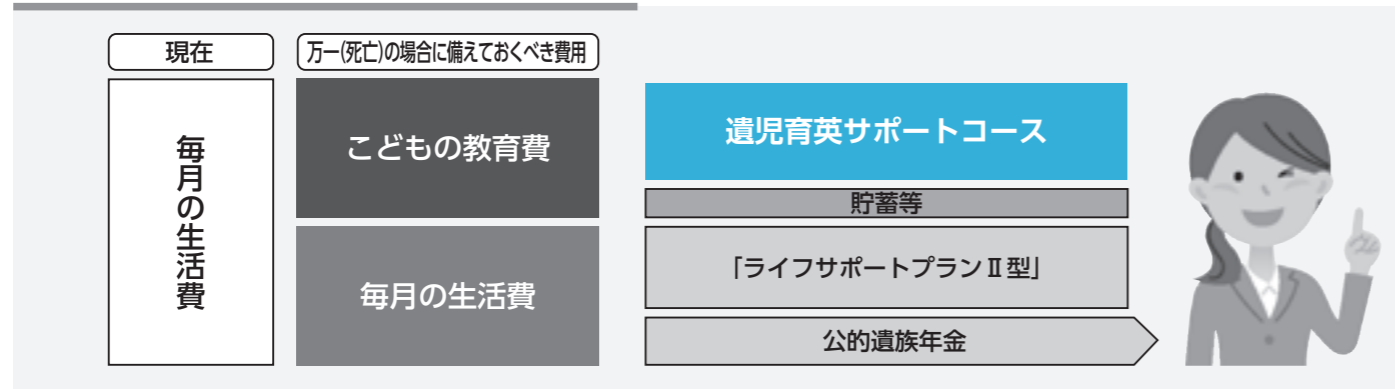 現在
万一(死亡)の場合に備えておくべき費用
毎月の生活費
こどもの教育費
毎月の生活費
遺児育英サポートコース
貯蓄等
「ライフサポートプランⅡ型」
公的遺族年金